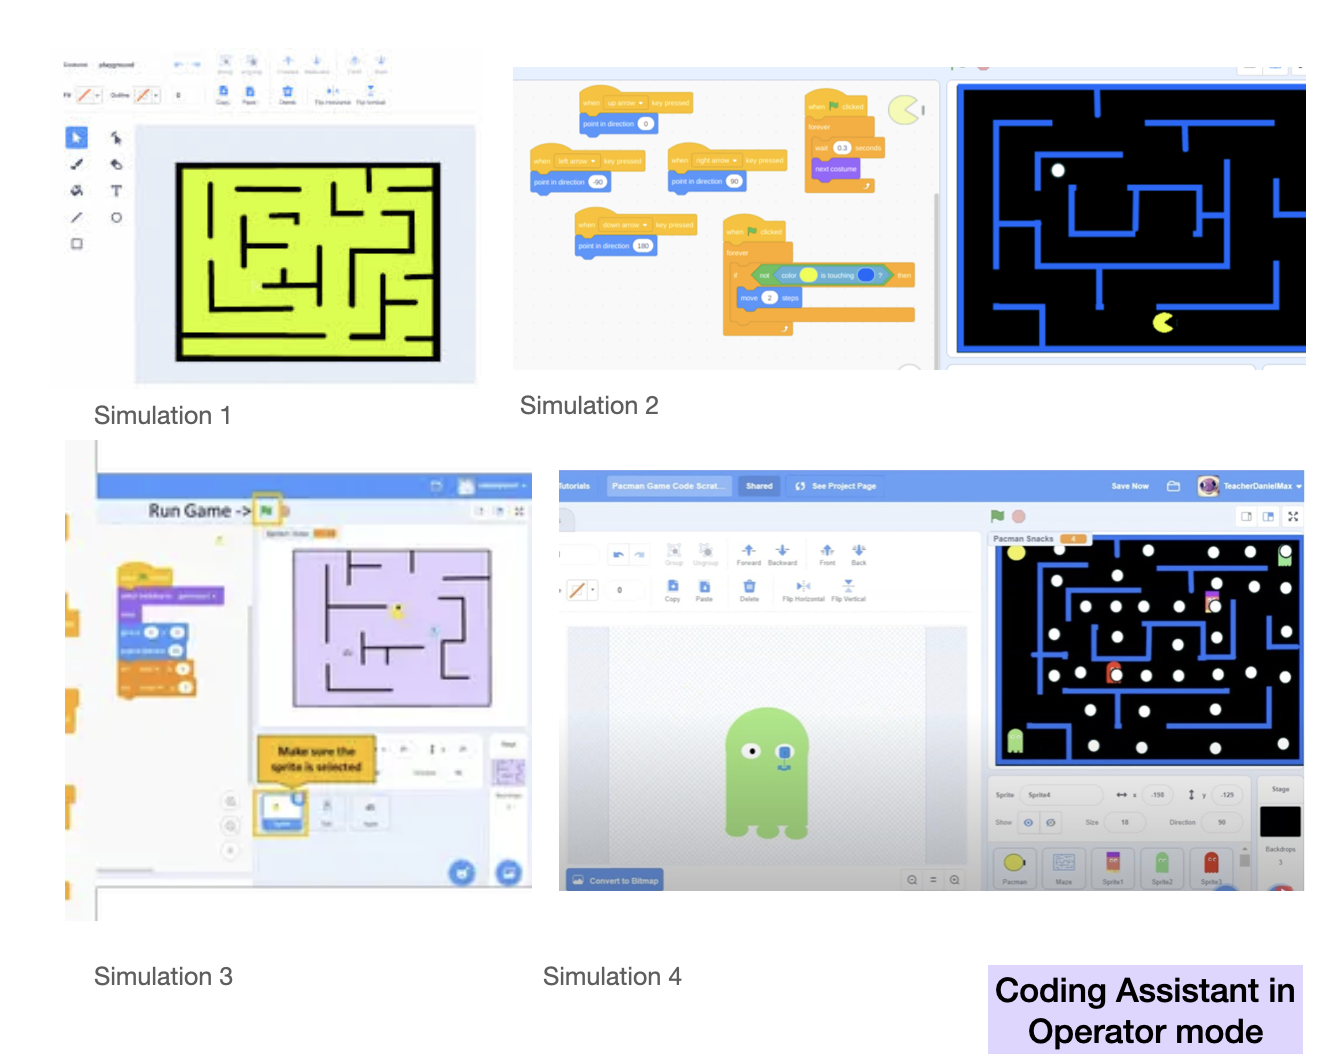 playground
Fill
Outline
0
Copy
Paste
Delete
Flip Horizontal
Flip Vertical
T
Simulation 1
when up arrow key pressed
point in direction 0
when left arrow key pressed
point in direction -90
when right arrow key pressed
point in direction 90
when down arrow key pressed
point in direction 180
when clicked
forever
wait 0.3 seconds
next costume
when clicked
forever
if not color is touching ? then
move 2 steps
Simulation 2
Run Game ->
Make sure the
sprite is selected
Simulation 3
Tutorials
Pacman Game Code Scrat...
Shared
See Project Page
Save Now
TeacherDanielMax
0
Group
Ungroup
Forward
Backward
Front
Back
Copy
Paste
Delete
Flip Horizontal
Flip Vertical
Convert to Bitmap
Pacman Snacks 4
Sprite Sprite4 x -158 y -125
Show Size 10 Direction 90
Stage
Backdrops
3
Pacman
Maze
Sprite1
Sprite2
Sprite3
Simulation 4
Coding Assistant in
Operator mode